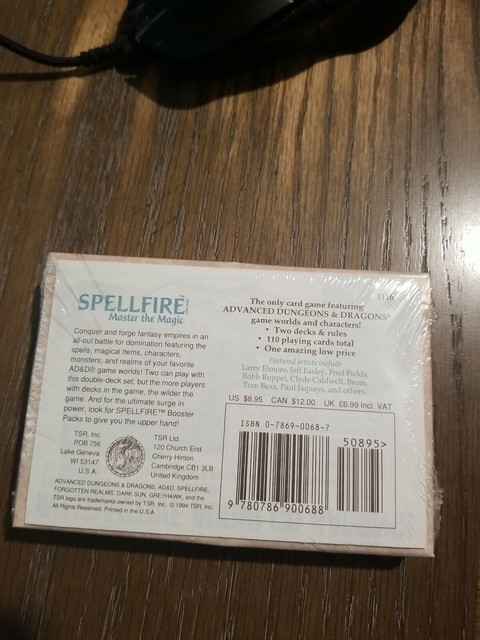 SPELLFIRE
Master the Magic
Conquer and forge fantasy empires in an
all-out battle for domination featuring the
spells, magical items, characters,
monsters, and realms of your favorite
AD&D® game worlds! Two can play with
this double-deck set, but the more players
with decks in the game, the wilder the
game. And for the ultimate surge in
power, look for SPELLFIRE™ Booster
Packs to give you the upper hand!
TSR, Inc.
POB 756
Lake Geneva
WI 53147
U.S.A.
TSR Ltd.
120 Church End
Cherry Hinton
Cambridge CB1 3LB
United Kingdom
ADVANCED DUNGEONS & DRAGONS, AD&D, SPELLFIRE,
FORGOTTEN REALMS, DARK SUN, GREYHAWK, and the
TSR logo are trademarks owned by TSR, Inc. © 1994 TSR, Inc.
All Rights Reserved. Printed in the U.S.A.
The only card game featuring
ADVANCED DUNGEONS & DRAGONS®
game worlds and characters!
• Two decks & rules
• 110 playing cards total
• One amazing low price
Featured artists include
Larry Elmore, Jeff Easley, Fred Fields,
Robh Ruppel, Clyde Caldwell, Brom,
Tom Baxa, Paul Jaquays, and others.
US $8.95 CAN $12.00 UK £6.99 Incl. VAT
ISBN 0-7869-0068-7
50895>
9 780786 900688